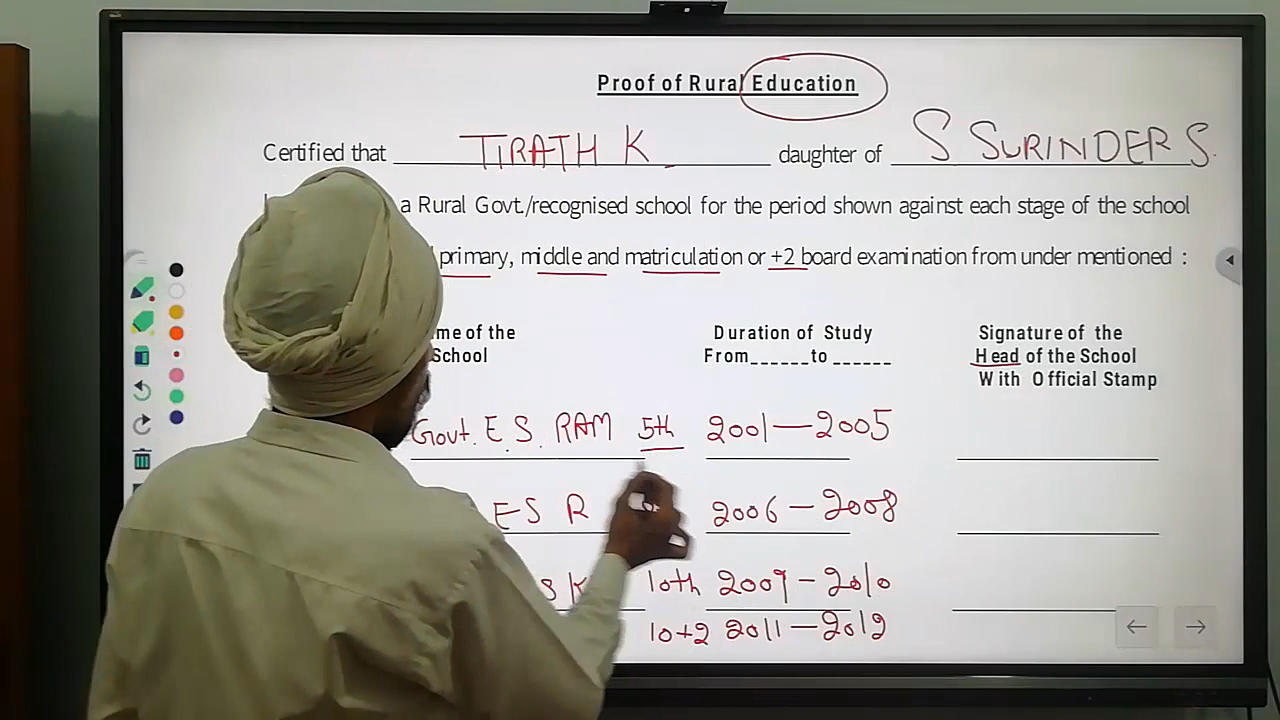 Proof of Rural Education
Certified that TIRATH K daughter of S SURINDER S.
a Rural Govt./recognised school for the period shown against each stage of the school
primary, middle and matriculation or +2 board examination from under mentioned :
me of the Duration of Study Signature of the
School From______to ______ Head of the School
With Official Stamp
Govt. E.S. RAM 5th 2001—2005
ES R 2006—2008
S K 10th 2009-2010
10+2 2011—2012